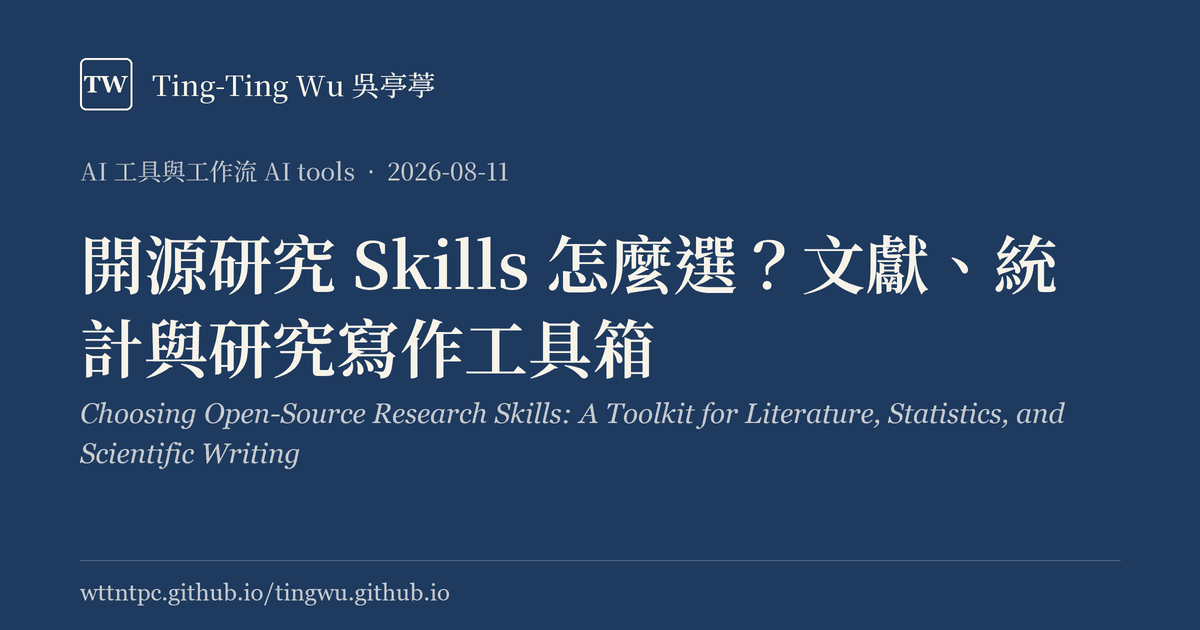 TW
Ting-Ting Wu 吳亭葶
AI 工具與工作流 AI tools · 2026-08-11
開源研究 Skills 怎麼選？文獻、統
計與研究寫作工具箱
Choosing Open-Source Research Skills: A Toolkit for Literature, Statistics, and
Scientific Writing
wttntpc.github.io/tingwu.github.io